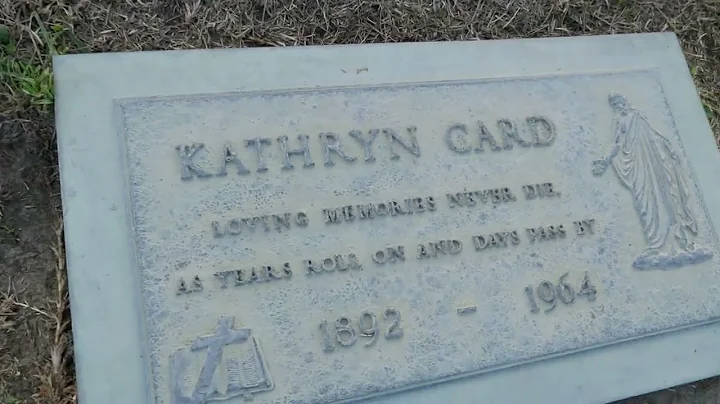 KATHRYN CARD
LOVING MEMORIES NEVER DIE,
AS YEARS ROLL ON AND DAYS PASS BY
1892 - 1964